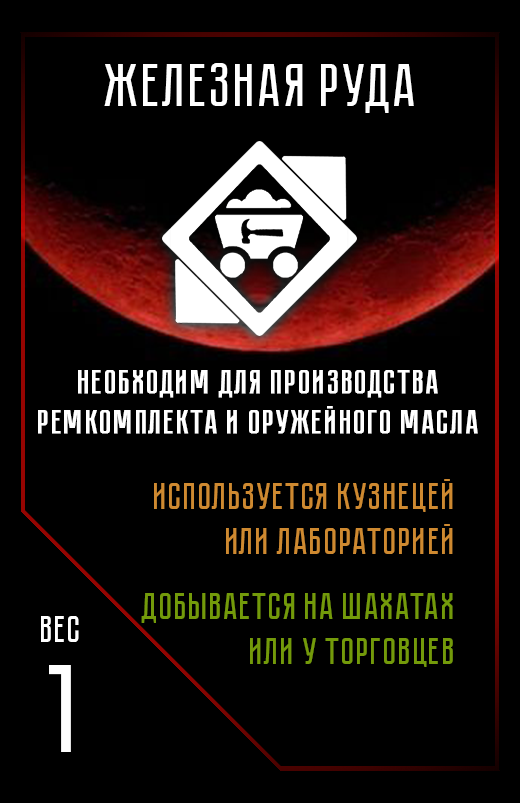 ЖЕЛЕЗНАЯ РУДА
НЕОБХОДИМ ДЛЯ ПРОИЗВОДСТВА
РЕМКОМПЛЕКТА И ОРУЖЕЙНОГО МАСЛА
ИСПОЛЬЗУЕТСЯ КУЗНЕЦЕЙ
ИЛИ ЛАБОРАТОРИЕЙ
ДОБЫВАЕТСЯ НА ШАХАТАХ
ИЛИ У ТОРГОВЦЕВ
ВЕС
1